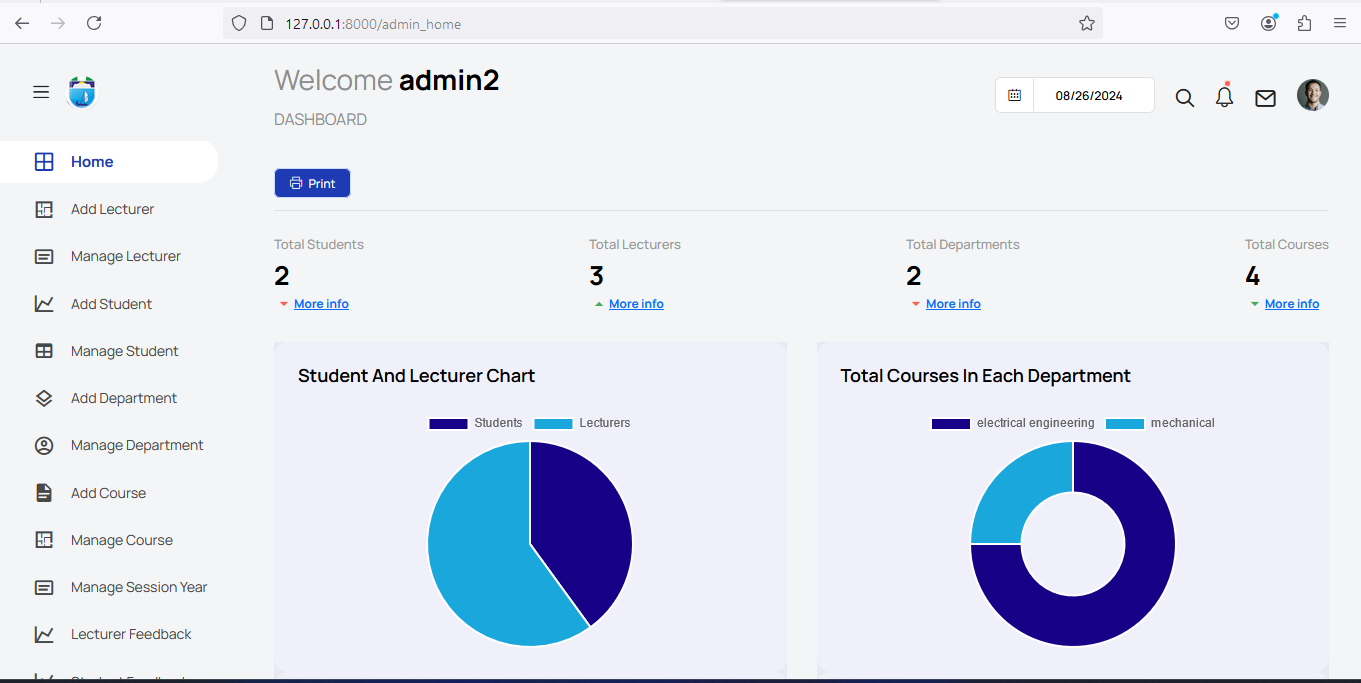 127.0.0.1:8000/admin_home
Welcome admin2
DASHBOARD
08/26/2024
Home
Add Lecturer
Manage Lecturer
Add Student
Manage Student
Add Department
Manage Department
Add Course
Manage Course
Manage Session Year
Lecturer Feedback
Print
Total Students
2
More info
Total Lecturers
3
More info
Total Departments
2
More info
Total Courses
4
More info
Student And Lecturer Chart
Students Lecturers
Total Courses In Each Department
electrical engineering mechanical